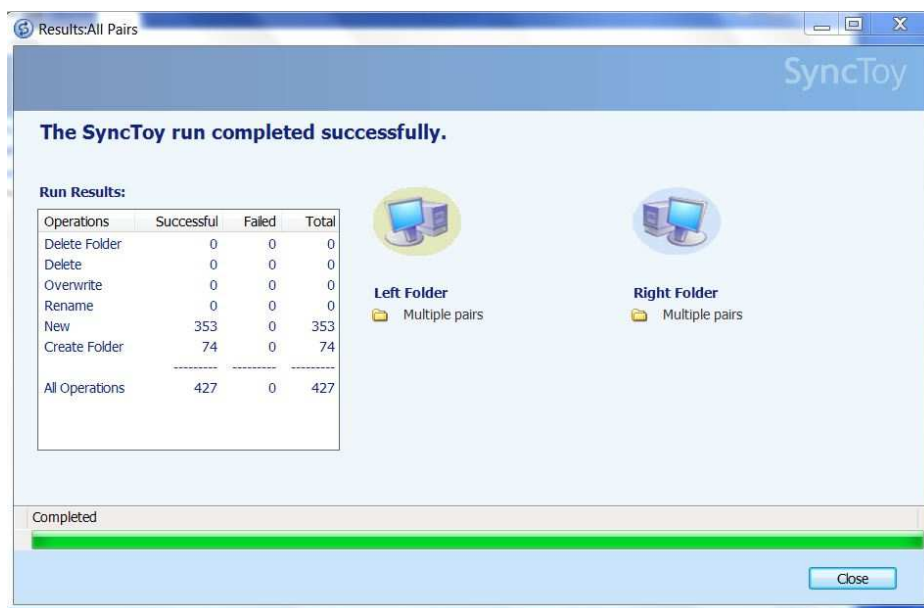 Results:All Pairs
SyncToy
The SyncToy run completed successfully.
Run Results:
Operations Successful Failed Total
Delete Folder 0 0 0
Delete 0 0 0
Overwrite 0 0 0
Rename 0 0 0
New 353 0 353
Create Folder 74 0 74
--------- --------- ---------
All Operations 427 0 427
Left Folder
Multiple pairs
Right Folder
Multiple pairs
Completed
Close